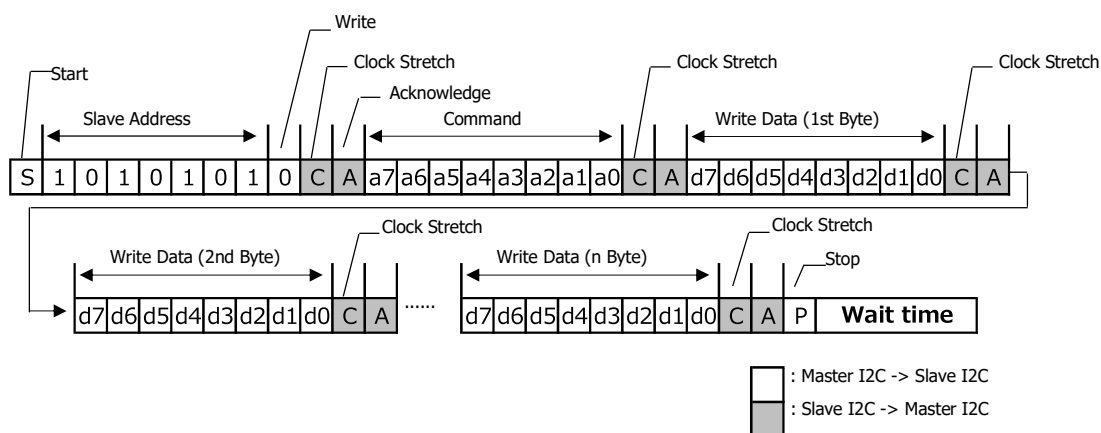 Write
Start
Clock Stretch
Clock Stretch
Clock Stretch
Acknowledge
Slave Address
Command
Write Data (1st Byte)
S 1 0 1 0 1 0 1 0 C A a7 a6 a5 a4 a3 a2 a1 a0 C A d7 d6 d5 d4 d3 d2 d1 d0 C A
Clock Stretch
Clock Stretch
Write Data (2nd Byte)
Write Data (n Byte)
Stop
d7 d6 d5 d4 d3 d2 d1 d0 C A ...... d7 d6 d5 d4 d3 d2 d1 d0 C A P Wait time
: Master I2C -> Slave I2C
: Slave I2C -> Master I2C